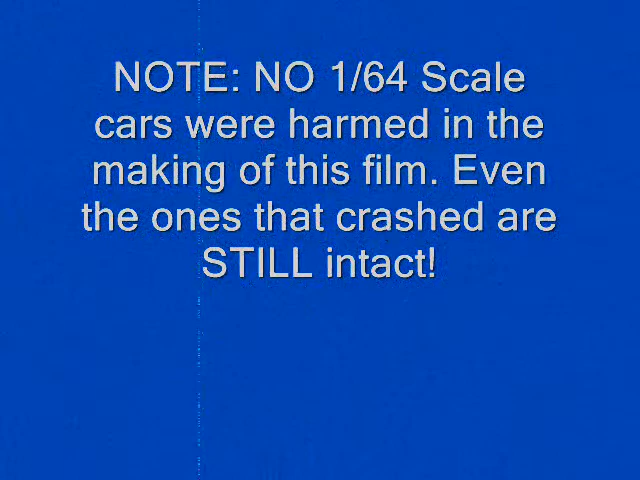 NOTE: NO 1/64 Scale
cars were harmed in the
making of this film. Even
the ones that crashed are
STILL intact!